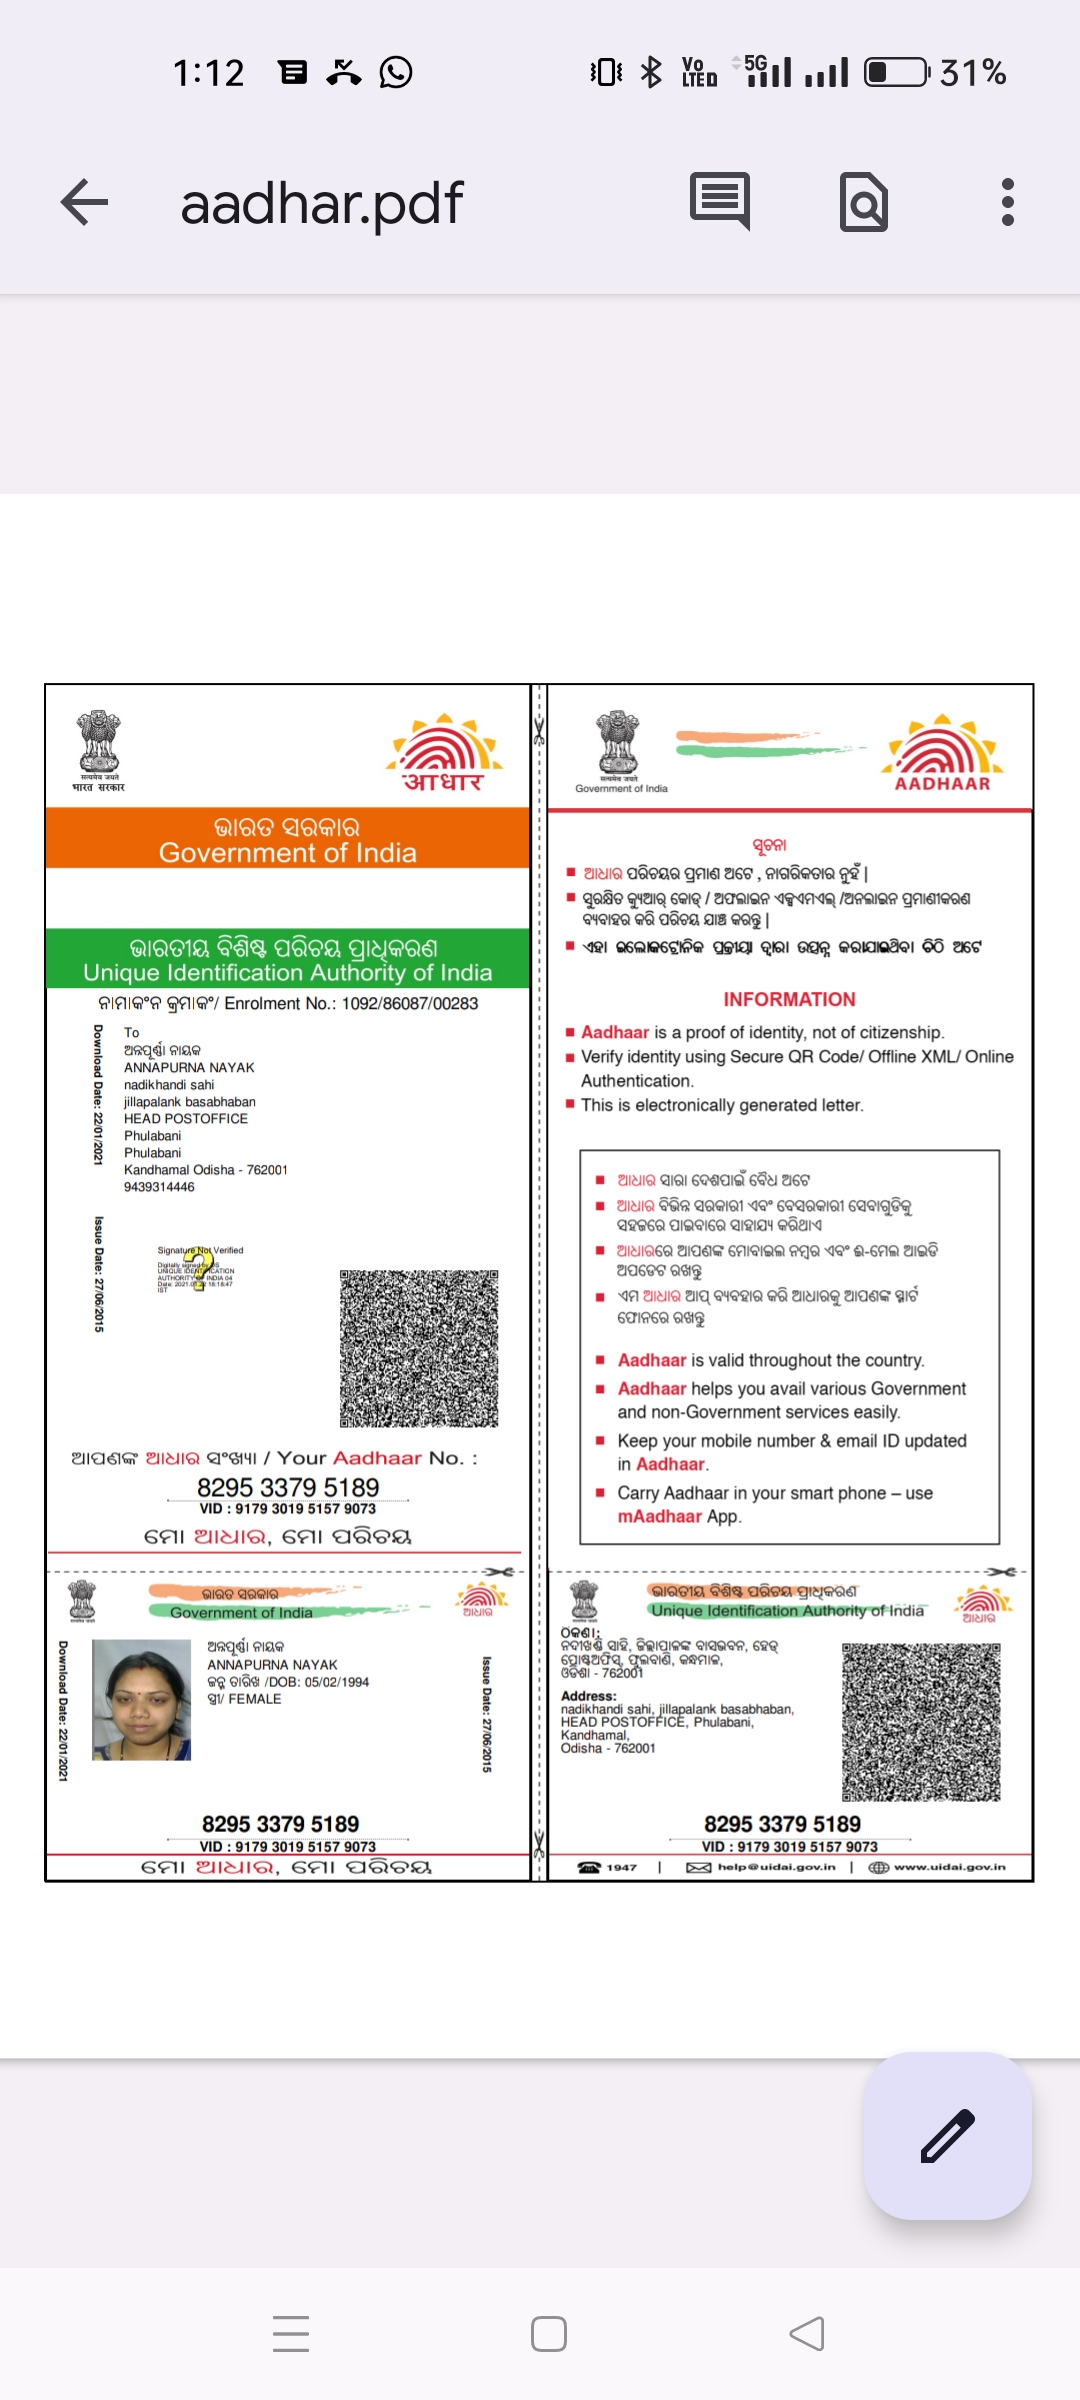 1:12
5G
VoLTED
31%
aadhar.pdf
सत्यमेव जयते
भारत सरकार
आधार
ଭାରତ ସରକାର
Government of India
ଭାରତୀୟ ବିଶିଷ୍ଟ ପରିଚୟ ପ୍ରାଧିକରଣ
Unique Identification Authority of India
ନାମାଙ୍କନ କ୍ରମାଙ୍କ/ Enrolment No.: 1092/86087/00283
Download Date: 22/01/2021
To
ଅନ୍ନପୂର୍ଣ୍ଣା ନାୟକ
ANNAPURNA NAYAK
nadikhandi sahi
jillapalank basabhaban
HEAD POSTOFFICE
Phulabani
Phulabani
Kandhamal Odisha - 762001
9439314446
Issue Date: 27/06/2015
Signature Not Verified
Digitally signed by DS
UNIQUE IDENTIFICATION
AUTHORITY OF INDIA 04
IST
ଆପଣଙ୍କ ଆଧାର ସଂଖ୍ୟା / Your Aadhaar No. :
8295 3379 5189
VID : 9179 3019 5157 9073
ମୋ ଆଧାର, ମୋ ପରିଚୟ
सत्यमेव जयते
Government of India
AADHAAR
ସୂଚନା
ଆଧାର ପରିଚୟର ପ୍ରମାଣ ଅଟେ , ନାଗରିକତାର ନୁହଁ |
ସୁରକ୍ଷିତ କ୍ୟୁଆର୍ କୋଡ୍ / ଅଫଲାଇନ ଏକ୍ସଏମଏଲ୍ /ଅନଲାଇନ ପ୍ରମାଣୀକରଣ
ବ୍ୟବାହର କରି ପରିଚୟ ଯାଞ୍ଚ କରନ୍ତୁ |
ଏହା ଇଲୋକଟ୍ରୋନିକ ପ୍ରକ୍ରୀୟା ଦ୍ୱାରା ଉତ୍ପନ୍ନ କରାଯାଇଥିବା ଚିଠି ଅଟେ
INFORMATION
Aadhaar is a proof of identity, not of citizenship.
Verify identity using Secure QR Code/ Offline XML/ Online
Authentication.
This is electronically generated letter.
ଆଧାର ସାରା ଦେଶପାଇଁ ବୈଧ ଅଟେ
ଆଧାର ବିଭିନ୍ନ ସରକାରୀ ଏବଂ ବେସରକାରୀ ସେବାଗୁଡିକୁ
ସହଜରେ ପାଇବାରେ ସାହାଯ୍ୟ କରିଥାଏ
ଆଧାରରେ ଆପଣଙ୍କ ମୋବାଇଲ ନମ୍ବର ଏବଂ ଈ-ମେଲ ଆଇଡି
ଅପଡେଟ ରଖନ୍ତୁ
ଏମ ଆଧାର ଆପ୍ ବ୍ୟବହାର କରି ଆଧାରକୁ ଆପଣଙ୍କ ସ୍ମାର୍ଟ
ଫୋନରେ ରଖନ୍ତୁ
Aadhaar is valid throughout the country.
Aadhaar helps you avail various Government
and non-Government services easily.
Keep your mobile number & email ID updated
in Aadhaar.
Carry Aadhaar in your smart phone – use
mAadhaar App.
ଭାରତ ସରକାର
Government of India
ଆଧାର
Download Date: 22/01/2021
ଅନ୍ନପୂର୍ଣ୍ଣା ନାୟକ
ANNAPURNA NAYAK
ଜନ୍ମ ତାରିଖ /DOB: 05/02/1994
ସ୍ତ୍ରୀ/ FEMALE
Issue Date: 27/06/2015
8295 3379 5189
VID : 9179 3019 5157 9073
ମୋ ଆଧାର, ମୋ ପରିଚୟ
ଭାରତୀୟ ବିଶିଷ୍ଟ ପରିଚୟ ପ୍ରାଧିକରଣ
Unique Identification Authority of India
ଆଧାର
ଠିକଣା:
ନଦୀଖଣ୍ଡି ସାହି, ଜିଲ୍ଲାପାଳଙ୍କ ବାସଭବନ, ହେଡ୍
ପୋଷ୍ଟଅଫିସ୍, ଫୁଲବାଣି, କନ୍ଧମାଳ,
ଓଡିଶା - 762001
Address:
nadikhandi sahi, jillapalank basabhaban,
HEAD POSTOFFICE, Phulabani,
Kandhamal,
Odisha - 762001
8295 3379 5189
VID : 9179 3019 5157 9073
1947 | help@uidai.gov.in | www.uidai.gov.in